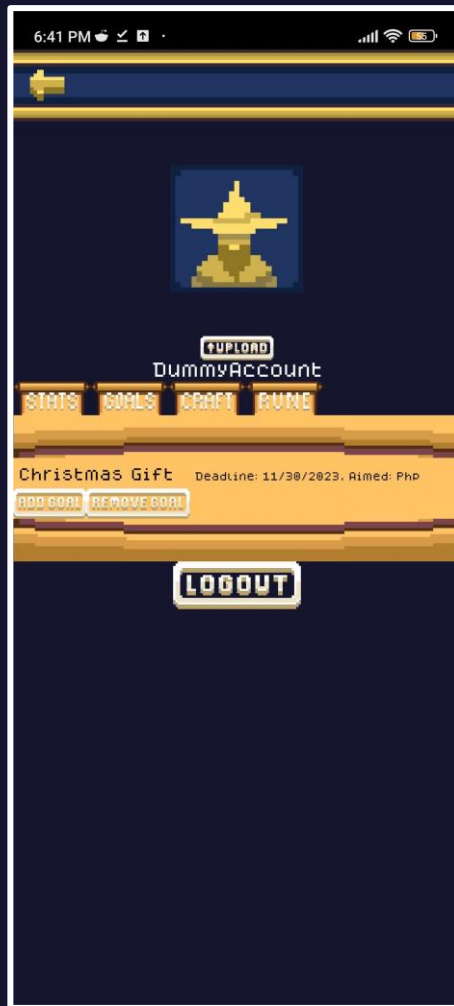 6:41 PM
55
UPLOAD
DummyAccount
STATS GOALS CRAFT RUNE
Christmas Gift Deadline: 11/30/2023. Aimed: Php
ADD GOAL REMOVE GOAL
LOGOUT